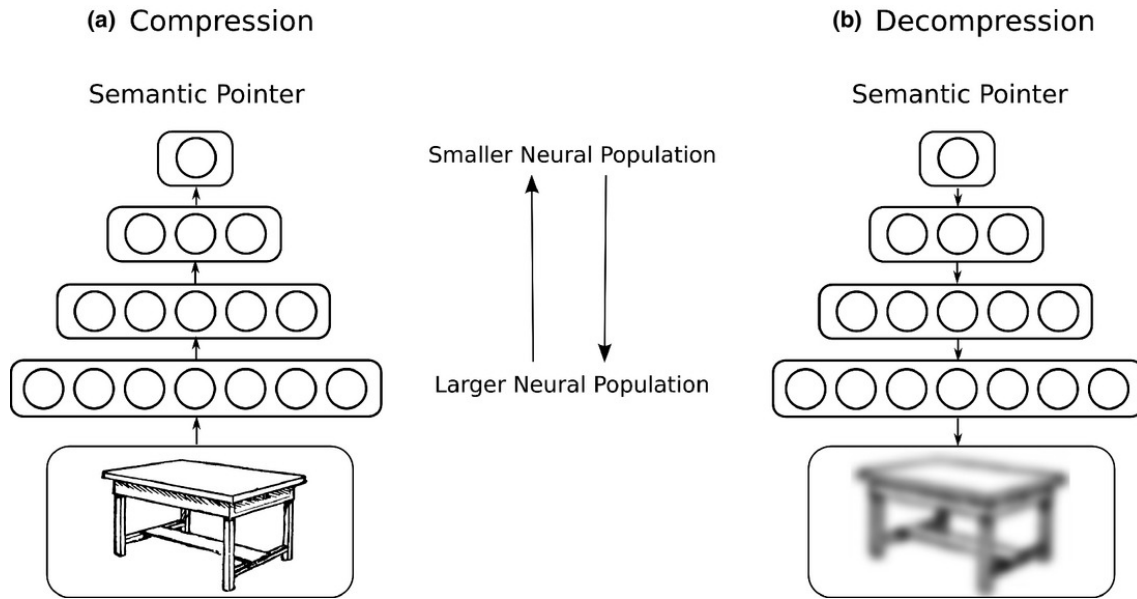 (a) Compression
(b) Decompression
Semantic Pointer
Semantic Pointer
Smaller Neural Population
Larger Neural Population